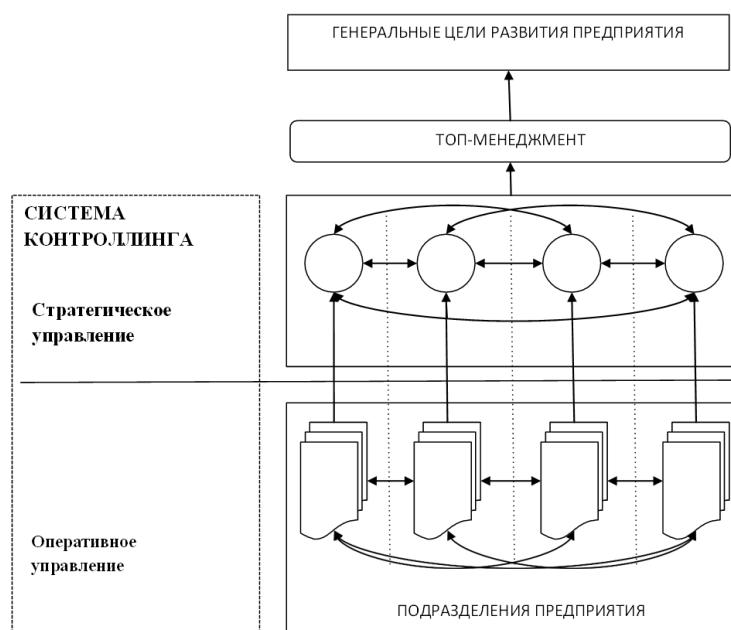 ГЕНЕРАЛЬНЫЕ ЦЕЛИ РАЗВИТИЯ ПРЕДПРИЯТИЯ
ТОП-МЕНЕДЖМЕНТ
СИСТЕМА
КОНТРОЛЛИНГА
Стратегическое
управление
Оперативное
управление
ПОДРАЗДЕЛЕНИЯ ПРЕДПРИЯТИЯ